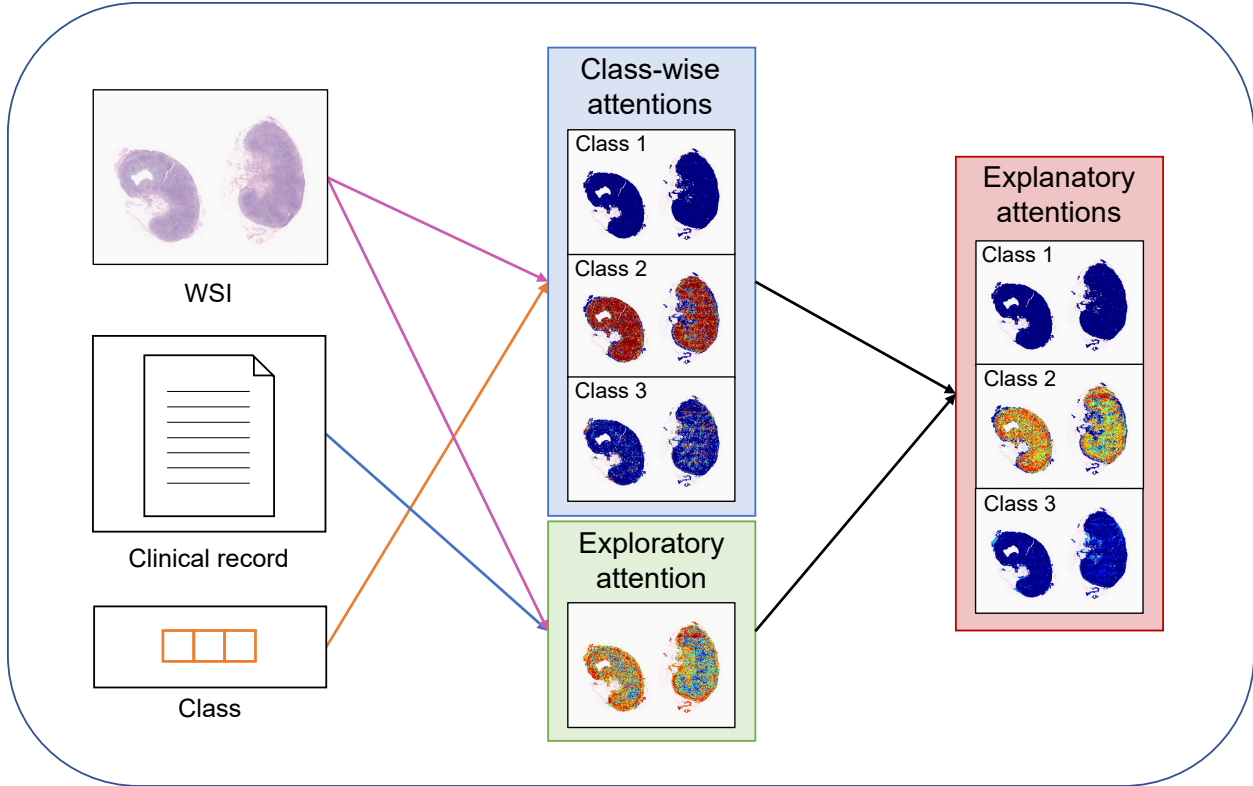 WSI
Clinical record
Class
Class-wise
attentions
Class 1
Class 2
Class 3
Exploratory
attention
Explanatory
attentions
Class 1
Class 2
Class 3